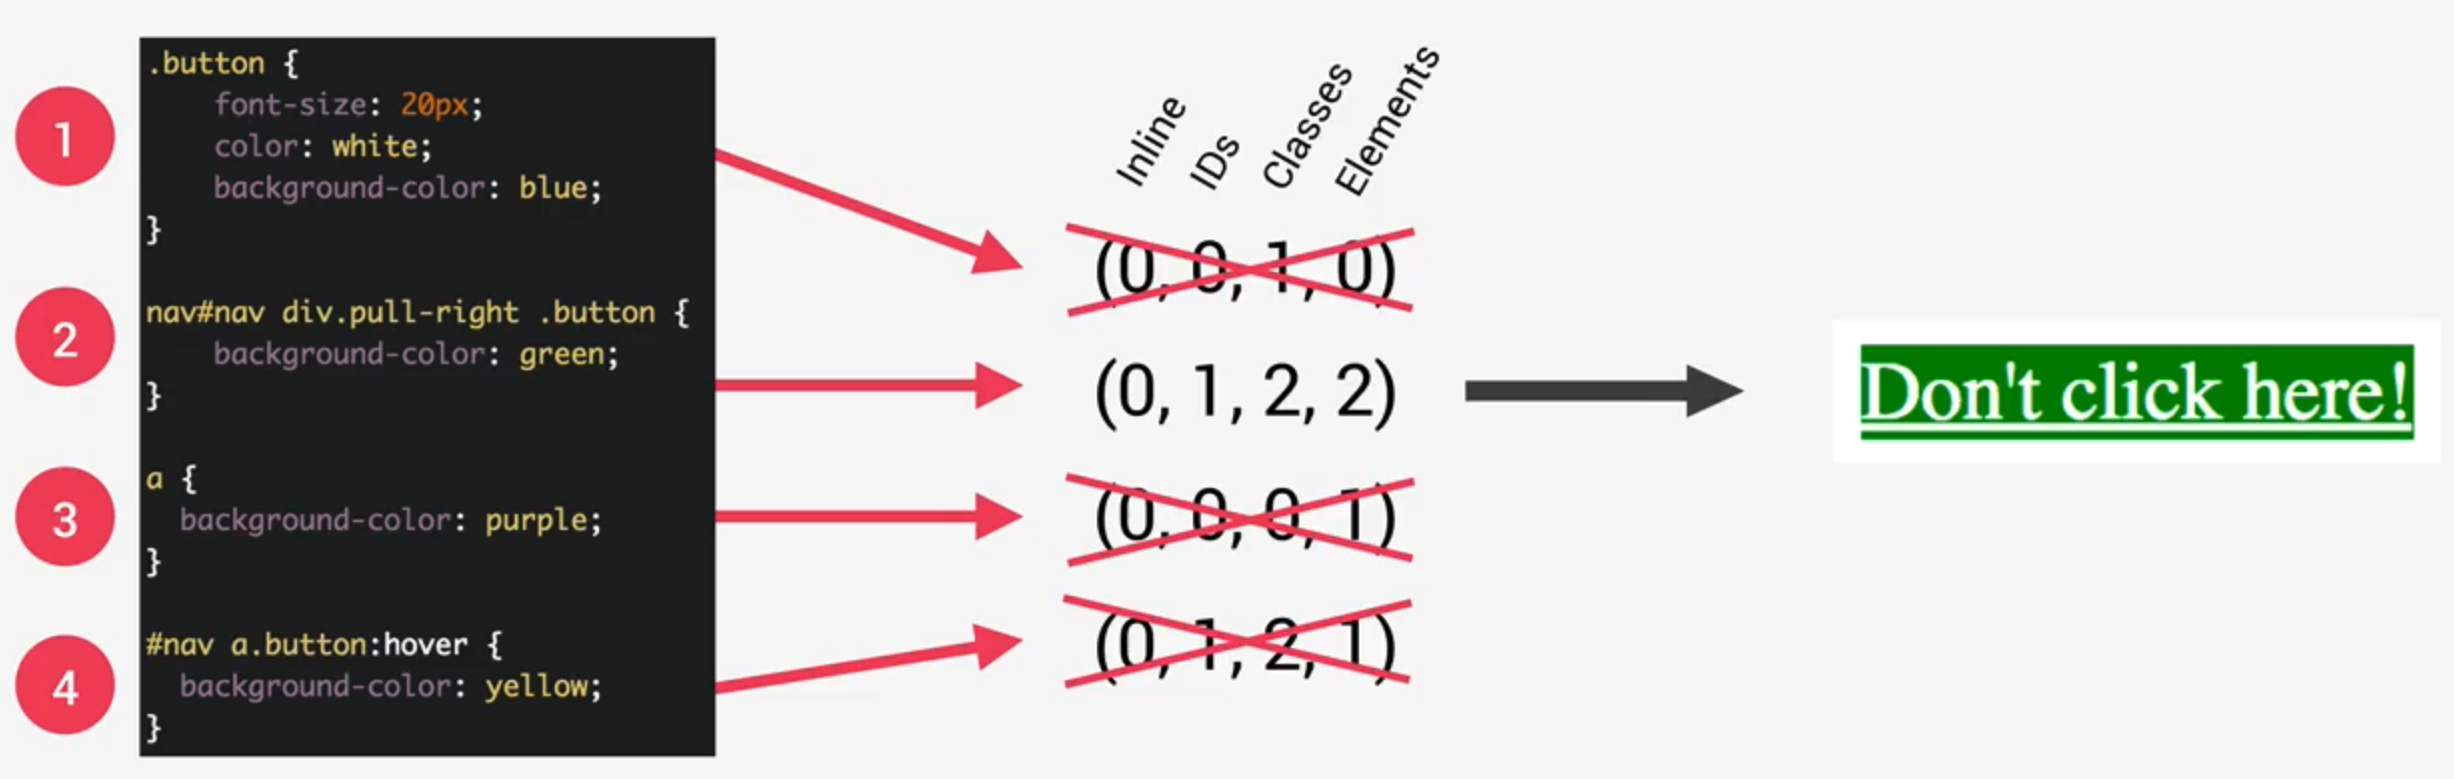 1
.button {
    font-size: 20px;
    color: white;
    background-color: blue;
}
2
nav#nav div.pull-right .button {
    background-color: green;
}
3
a {
  background-color: purple;
}
4
#nav a.button:hover {
  background-color: yellow;
}
Inline IDs Classes Elements
(0, 0, 1, 0)
(0, 1, 2, 2)
(0, 0, 0, 1)
(0, 1, 2, 1)
Don't click here!